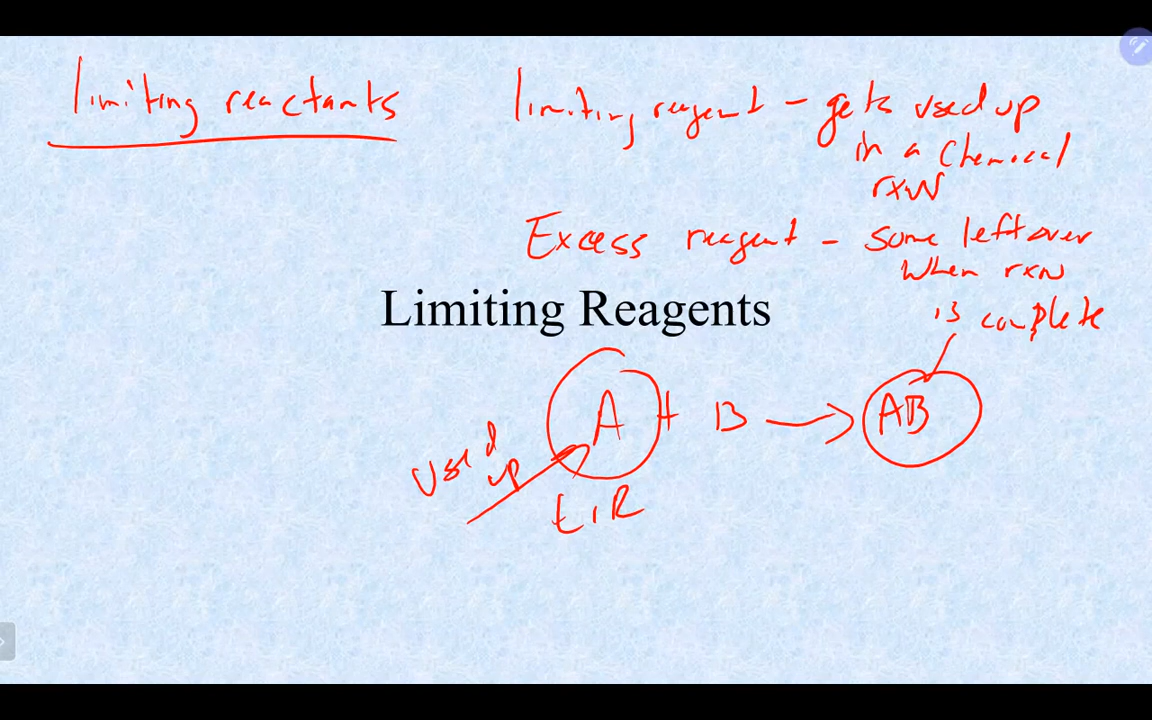 limiting reactants
limiting reagent - gets used up
in a chemical
rxN
Excess reagent - some leftover
when rxn
is complete
Limiting Reagents
A + B → AB
used
up
L.R